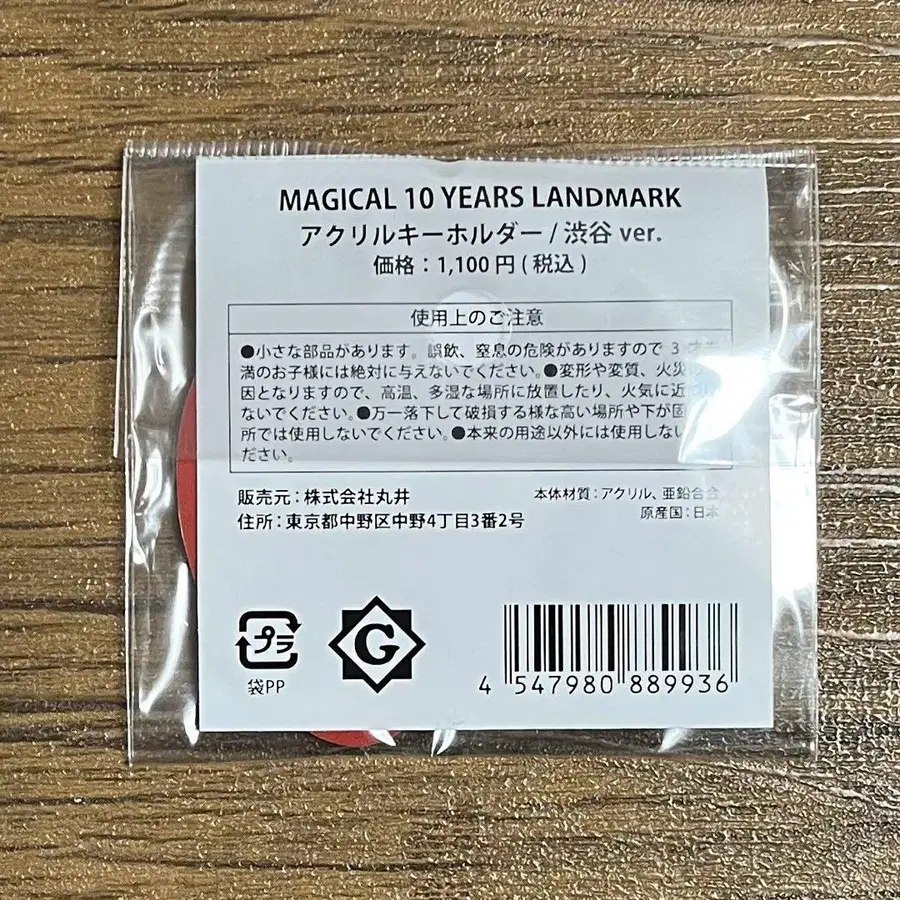 MAGICAL 10 YEARS LANDMARK
アクリルキーホルダー / 渋谷 ver.
価格：1,100 円 ( 税込 )
使用上のご注意
●小さな部品があります。誤飲、窒息の危険がありますので 3
満のお子様には絶対に与えないでください。●変形や変質、火災
因となりますので、高温、多湿な場所に放置したり、火気に近
ないでください。●万一落下して破損する様な高い場所や下が固
所では使用しないでください。●本来の用途以外には使用しない
ださい。
販売元：株式会社丸井
本体材質：アクリル、亜鉛合金
住所：東京都中野区中野4丁目3番2号
原産国：日本
プラ
袋PP
G
4 547980 889936